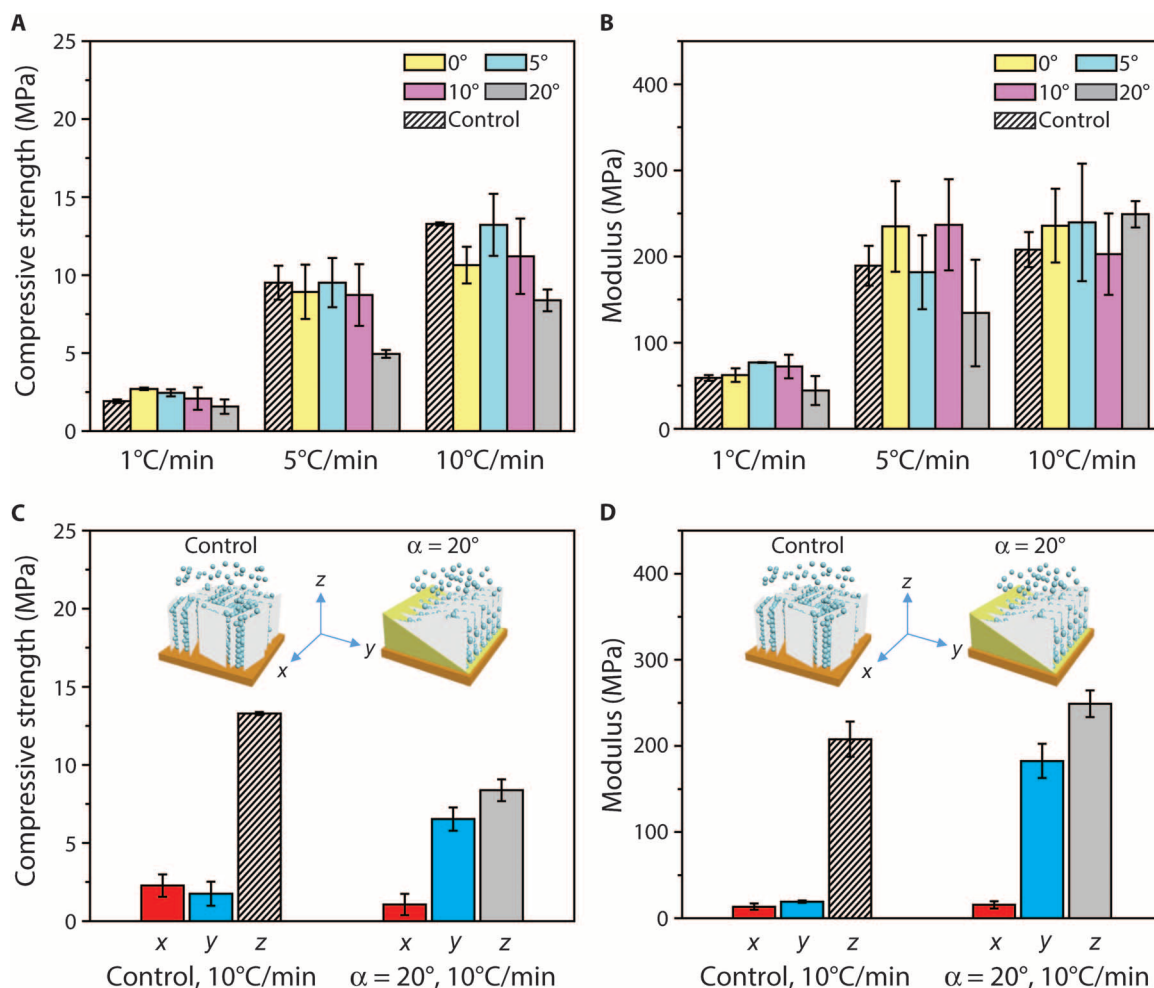 A
Compressive strength (MPa)
25
20
15
10
5
0
0° 5°
10° 20°
Control
1°C/min 5°C/min 10°C/min
B
Modulus (MPa)
400
300
200
100
0
0° 5°
10° 20°
Control
1°C/min 5°C/min 10°C/min
C
Compressive strength (MPa)
25
20
15
10
5
0
Control α = 20°
z
y
x
x y z x y z
Control, 10°C/min α = 20°, 10°C/min
D
Modulus (MPa)
400
300
200
100
0
Control α = 20°
z
y
x
x y z x y z
Control, 10°C/min α = 20°, 10°C/min